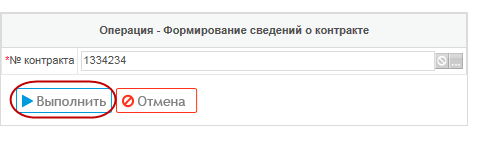 Операция - Формирование сведений о контракте
*№ контракта 1334234 ...
Выполнить Отмена